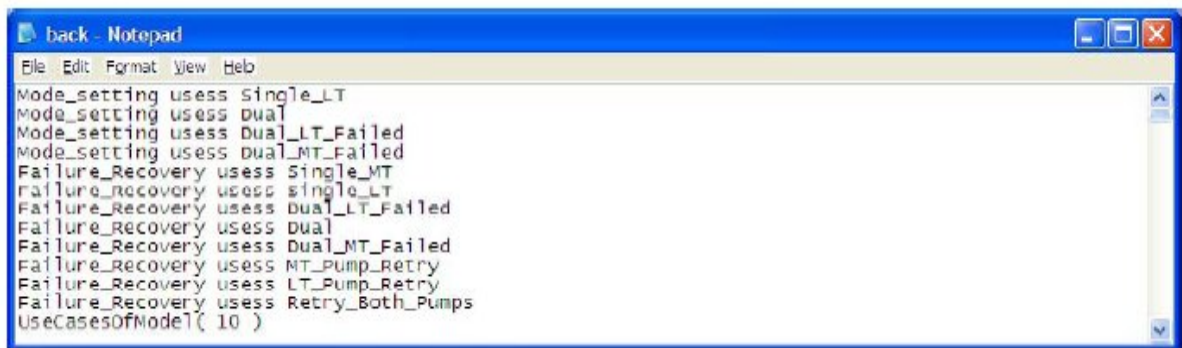 back - Notepad
File Edit Format View Help
Mode_setting usess Single_LT
Mode_setting usess Dual
Mode_setting usess Dual_LT_Failed
Mode_setting usess Dual_MT_Failed
Failure_Recovery usess Single_MT
Failure_Recovery usess Single_LT
Failure_Recovery usess Dual_LT_Failed
Failure_Recovery usess Dual
Failure_Recovery usess Dual_MT_Failed
Failure_Recovery usess MT_Pump_Retry
Failure_Recovery usess LT_Pump_Retry
Failure_Recovery usess Retry_Both_Pumps
UseCasesOfModel( 10 )